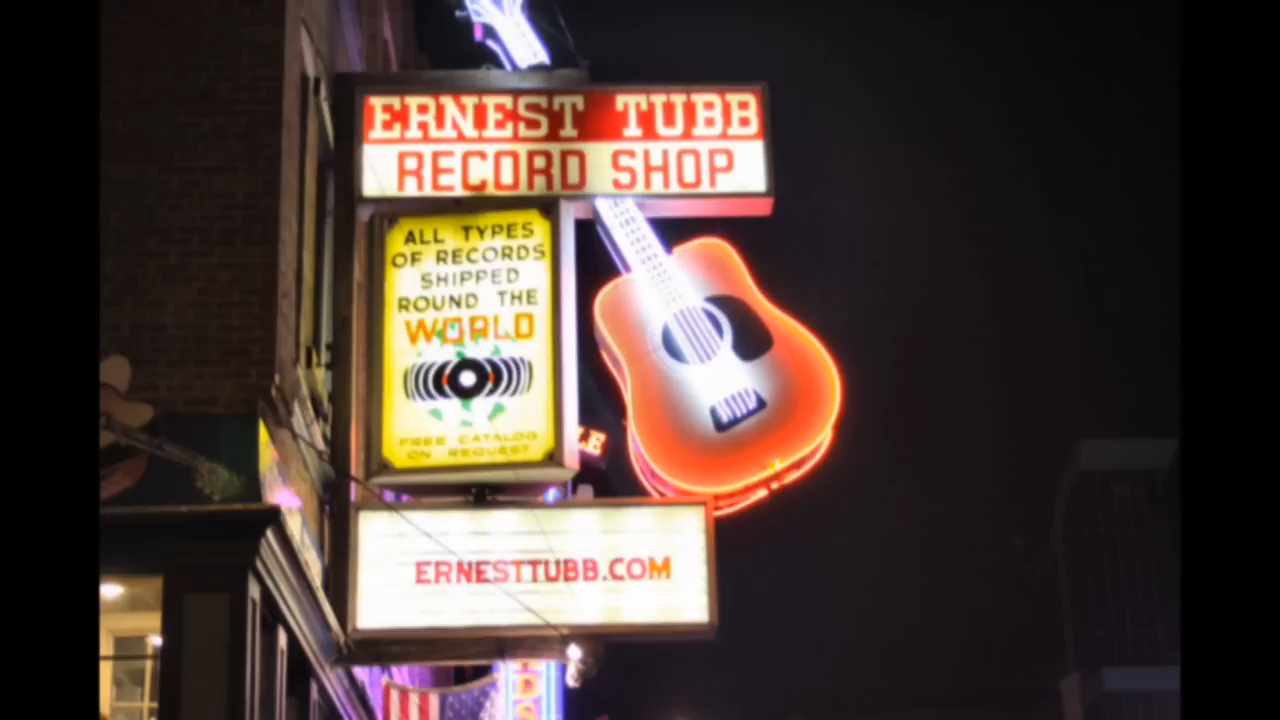 ERNEST TUBB
RECORD SHOP
ALL TYPES
OF RECORDS
SHIPPED
ROUND THE
WORLD
FREE CATALOG
ON REQUEST
ERNESTTUBB.COM